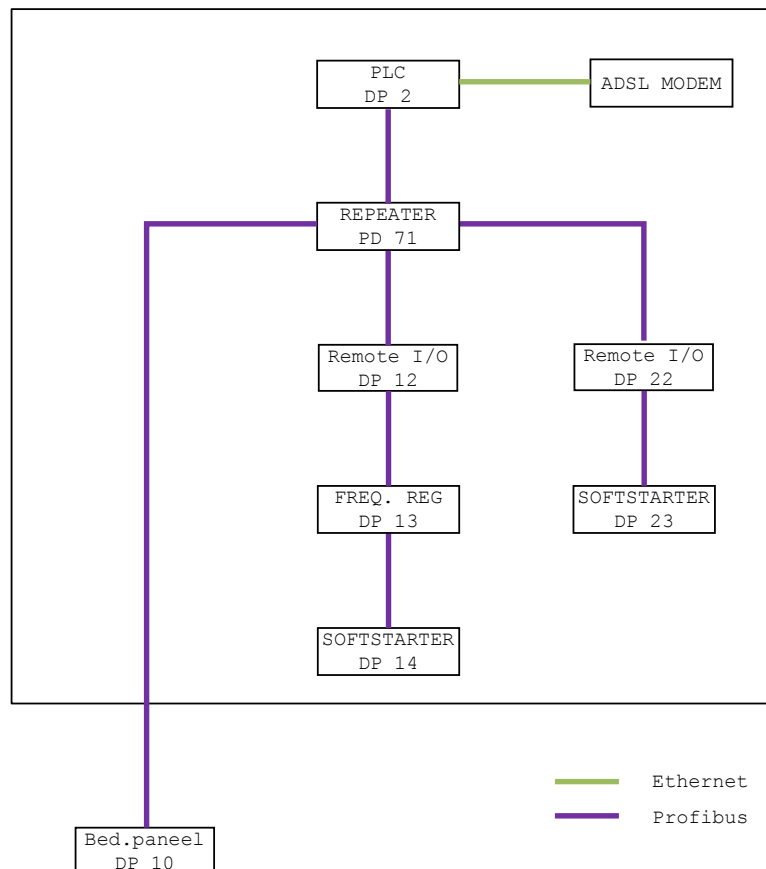 PLC
DP 2
ADSL MODEM
REPEATER
PD 71
Remote I/O
DP 12
Remote I/O
DP 22
FREQ. REG
DP 13
SOFTSTARTER
DP 23
SOFTSTARTER
DP 14
Ethernet
Profibus
Bed.paneel
DP 10